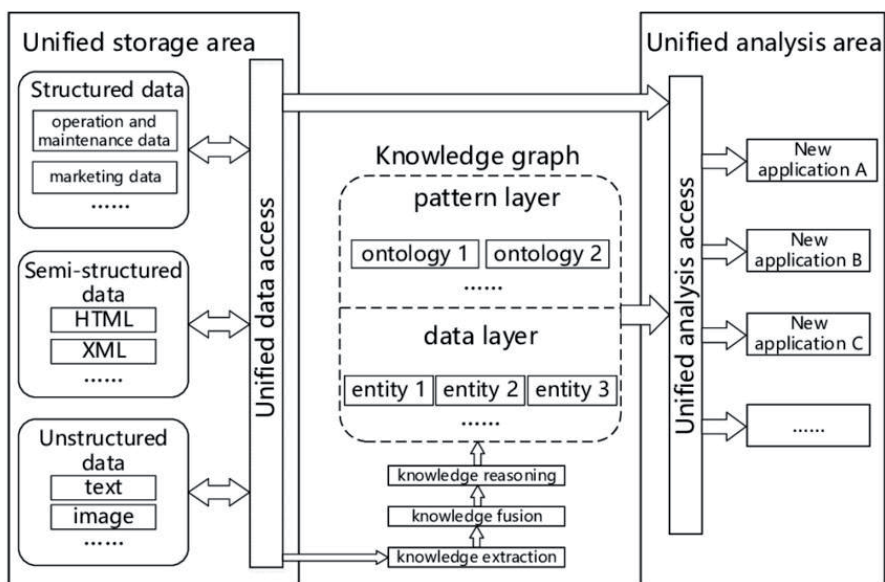 Unified storage area
Structured data
operation and
maintenance data
marketing data
......
Semi-structured
data
HTML
XML
......
Unstructured
data
text
image
......
Unified data access
Knowledge graph
pattern layer
ontology 1
ontology 2
......
data layer
entity 1
entity 2
entity 3
......
knowledge reasoning
knowledge fusion
knowledge extraction
Unified analysis area
Unified analysis access
New
application A
New
application B
New
application C
......